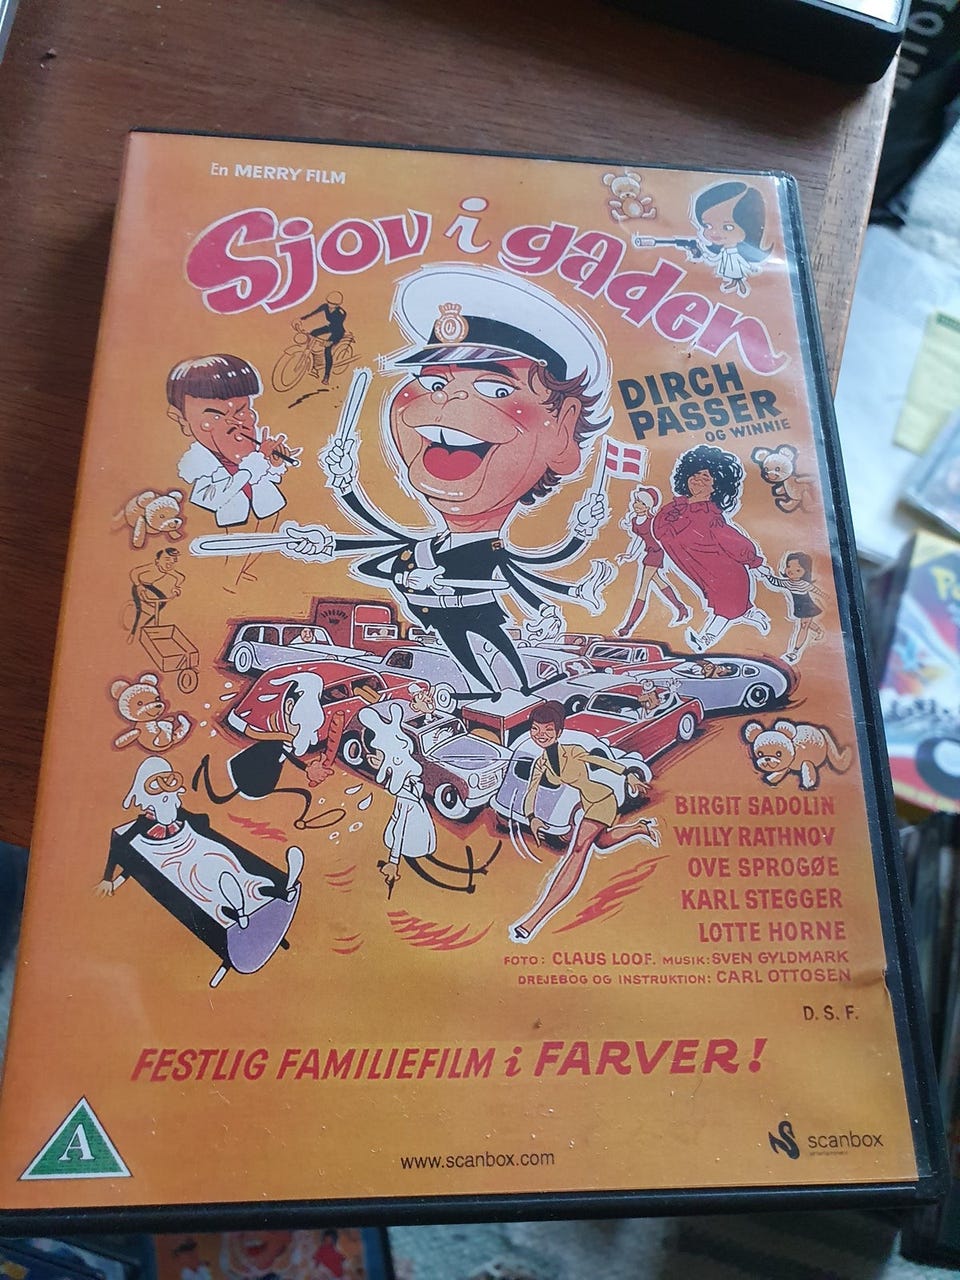 En MERRY FILM
Sjov i gaden
DIRCH
PASSER
OG WINNIE
BIRGIT SADOLIN
WILLY RATHNOV
OVE SPROGØE
KARL STEGGER
LOTTE HORNE
FOTO: CLAUS LOOF. MUSIK: SVEN GYLDMARK
DREJEBOG OG INSTRUKTION: CARL OTTOSEN
D. S. F.
FESTLIG FAMILIEFILM i FARVER!
A
www.scanbox.com
scanbox